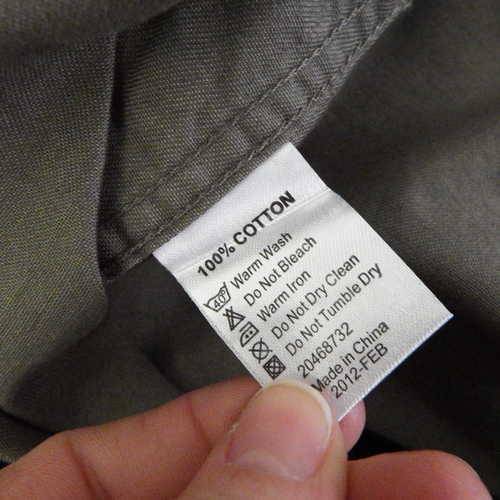 100% COTTON
40° Warm Wash
Do Not Bleach
Warm Iron
Do Not Dry Clean
Do Not Tumble Dry
20468732
Made in China
2012-FEB